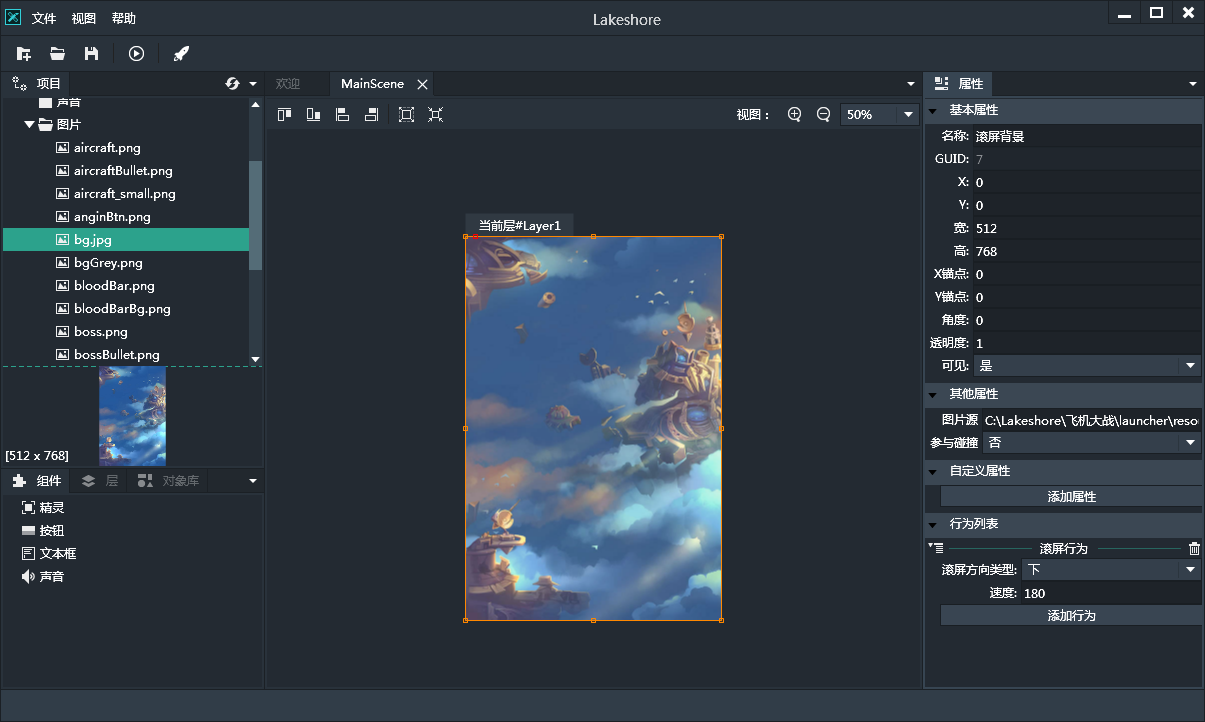 文件 视图 帮助
Lakeshore
项目
声音
图片
aircraft.png
aircraftBullet.png
aircraft_small.png
anginBtn.png
bg.jpg
bgGrey.png
bloodBar.png
bloodBarBg.png
boss.png
bossBullet.png
[512 x 768]
组件 层 对象库
精灵
按钮
文本框
声音
欢迎 MainScene
视图： 50%
当前层#Layer1
属性
基本属性
名称: 滚屏背景
GUID: 7
X: 0
Y: 0
宽: 512
高: 768
X锚点: 0
Y锚点: 0
角度: 0
透明度: 1
可见: 是
其他属性
图片源 C:\Lakeshore\飞机大战\launcher\reso
参与碰撞 否
自定义属性
添加属性
行为列表
滚屏行为
滚屏方向类型: 下
速度: 180
添加行为